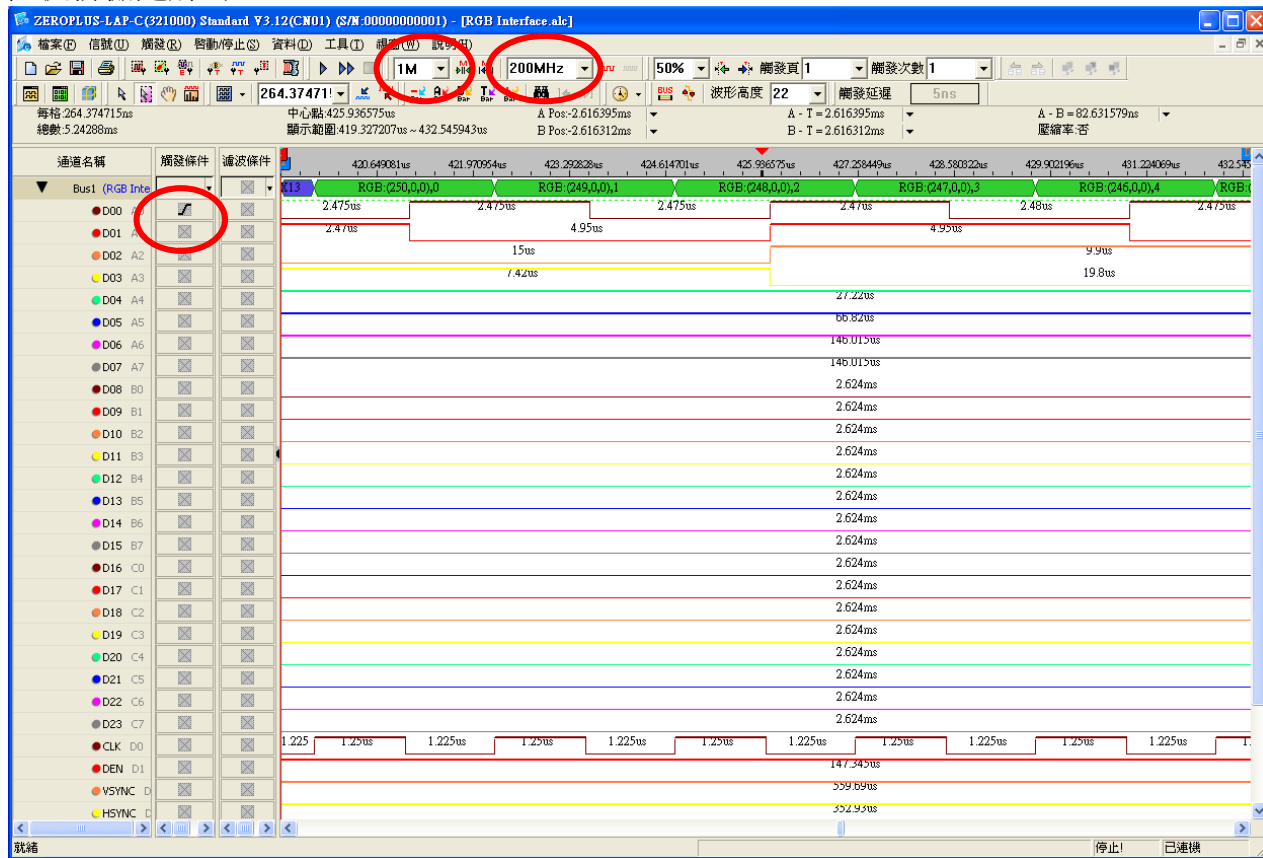 ZEROPLUS-LAP-C(321000) Standard V3.12(CN01) (S/N:00000000001) - [RGB Interface.alc]
檔案(F) 信號(U) 觸發(R) 啟動/停止(S) 資料(D) 工具(T) 視窗(W) 說明(H)
1M 200MHz 50% 觸發頁 1 觸發次數 1
264.37471! Bar Bar Bar Bar BUS 波形高度 22 觸發延遲 5ns
每格:264.374715ns 中心點:425.936575us A Pos:-2.616395ms A - T = 2.616395ms A - B = 82.631579ns
總數:5.24288ms 顯示範圍:419.327207us ~ 432.545943us B Pos:-2.616312ms B - T = 2.616312ms 壓縮率:否
通道名稱 觸發條件 濾波條件 420.649081us 421.970954us 423.292828us 424.614701us 425.936575us 427.258449us 428.580322us 429.902196us 431.224069us 432.545
Bus1 (RGB Inte K13 RGB:(250,0,0),0 RGB:(249,0,0),1 RGB:(248,0,0),2 RGB:(247,0,0),3 RGB:(246,0,0),4 RGB:(
D00 2.475us 2.475us 2.475us 2.47us 2.48us 2.475us
D01 2.47us 4.95us 4.95us
D02 A2 15us 9.9us
D03 A3 7.42us 19.8us
D04 A4 27.22us
D05 A5 66.82us
D06 A6 146.015us
D07 A7 146.015us
D08 B0 2.624ms
D09 B1 2.624ms
D10 B2 2.624ms
D11 B3 2.624ms
D12 B4 2.624ms
D13 B5 2.624ms
D14 B6 2.624ms
D15 B7 2.624ms
D16 C0 2.624ms
D17 C1 2.624ms
D18 C2 2.624ms
D19 C3 2.624ms
D20 C4 2.624ms
D21 C5 2.624ms
D22 C6 2.624ms
D23 C7 2.624ms
CLK D0 1.225 1.25us 1.225us 1.25us 1.225us 1.25us 1.225us 1.25us 1.225us 1.25us 1.225us 1.
DEN D1 147.345us
VSYNC D 559.69us
HSYNC D 352.93us
就緒 停止! 已連機